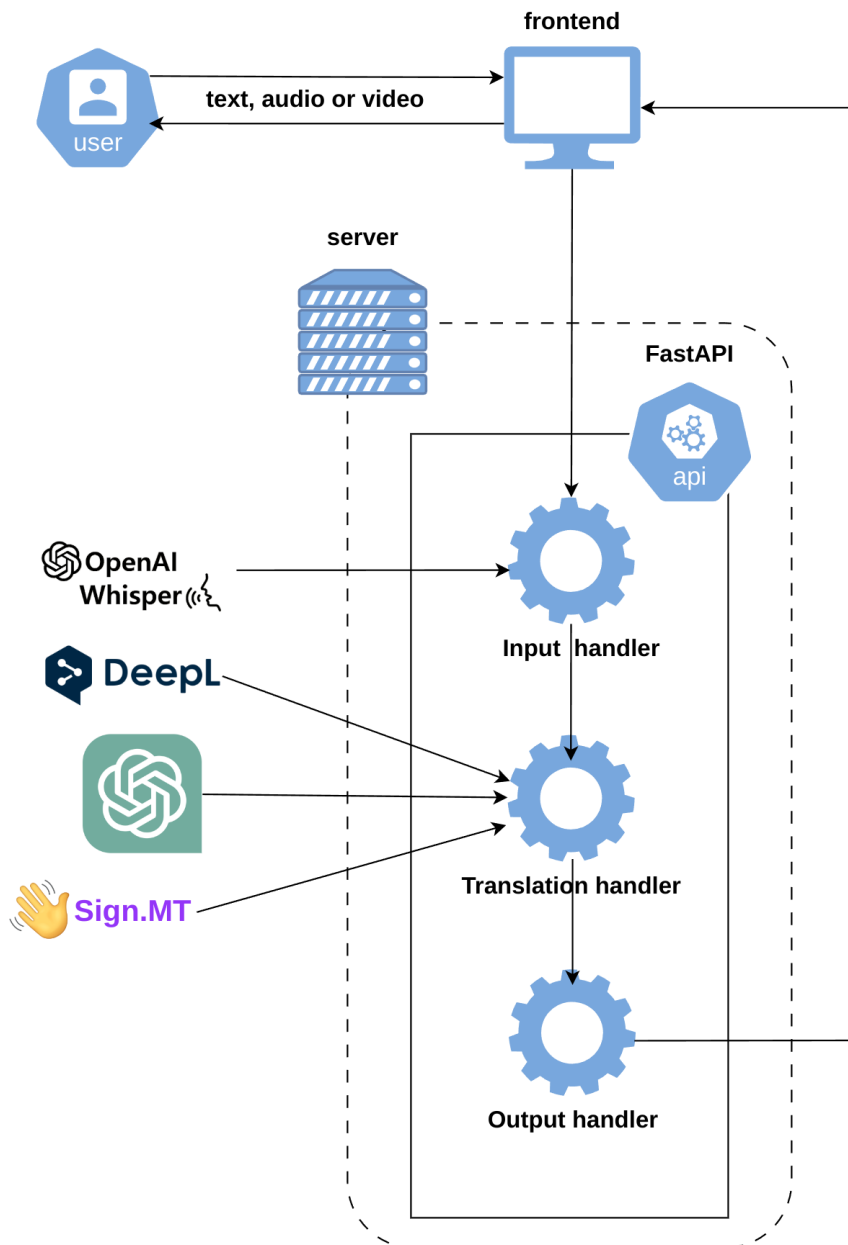 frontend
text, audio or video
user
server
FastAPI
api
OpenAI
Whisper
Input handler
DeepL
Translation handler
Sign.MT
Output handler